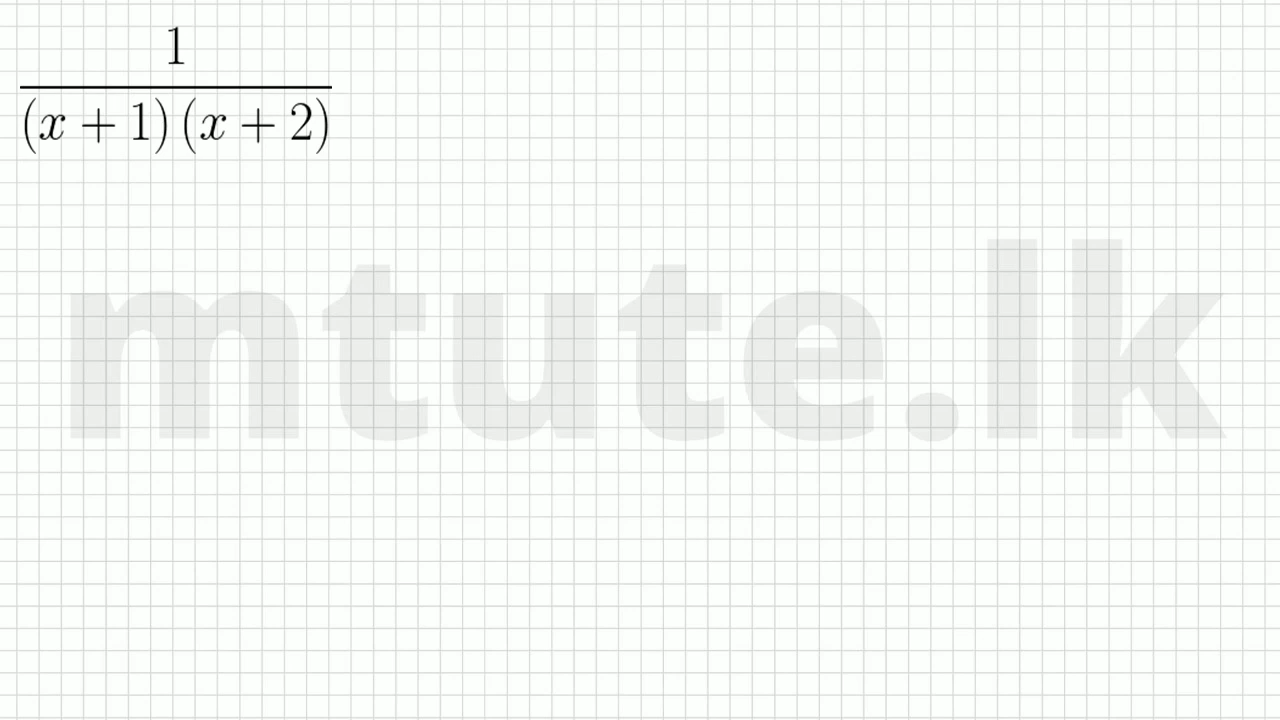 1
(x + 1) (x + 2)
mtute.lk